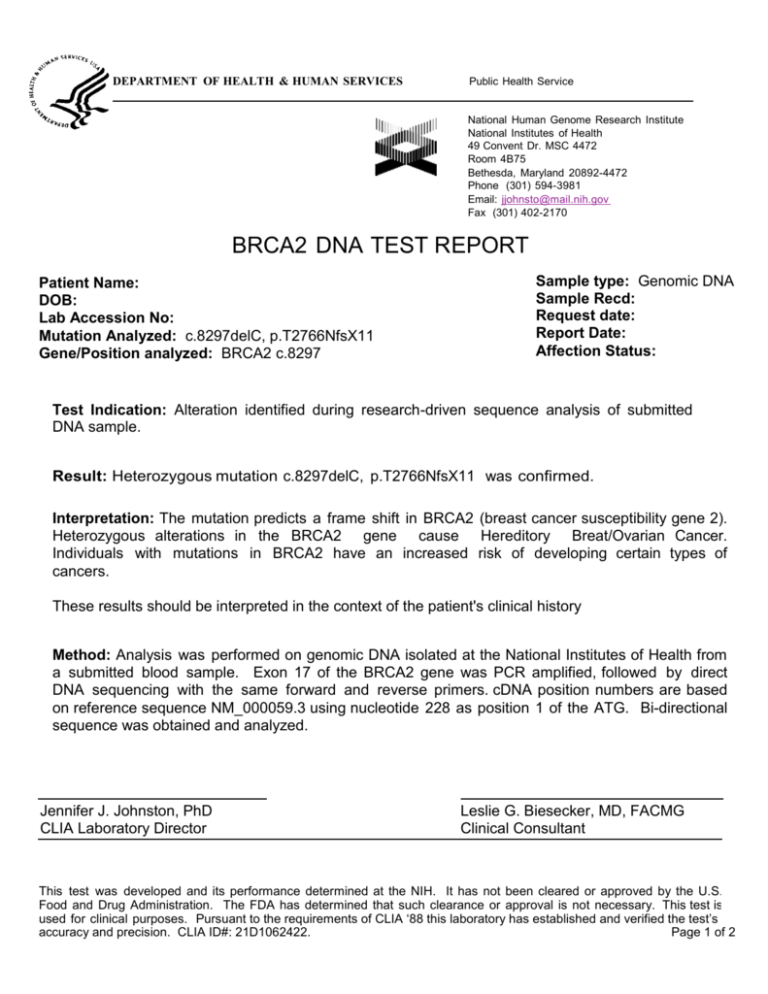 DEPARTMENT OF HEALTH & HUMAN SERVICES USA
DEPARTMENT OF HEALTH & HUMAN SERVICES
Public Health Service
National Human Genome Research Institute
National Institutes of Health
49 Convent Dr. MSC 4472
Room 4B75
Bethesda, Maryland 20892-4472
Phone (301) 594-3981
Email: jjohnsto@mail.nih.gov
Fax (301) 402-2170
BRCA2 DNA TEST REPORT
Patient Name:
DOB:
Lab Accession No:
Mutation Analyzed: c.8297delC, p.T2766NfsX11
Gene/Position analyzed: BRCA2 c.8297
Sample type: Genomic DNA
Sample Recd:
Request date:
Report Date:
Affection Status:
Test Indication: Alteration identified during research-driven sequence analysis of submitted
DNA sample.
Result: Heterozygous mutation c.8297delC, p.T2766NfsX11 was confirmed.
Interpretation: The mutation predicts a frame shift in BRCA2 (breast cancer susceptibility gene 2).
Heterozygous alterations in the BRCA2 gene cause Hereditory Breat/Ovarian Cancer.
Individuals with mutations in BRCA2 have an increased risk of developing certain types of
cancers.
These results should be interpreted in the context of the patient's clinical history
Method: Analysis was performed on genomic DNA isolated at the National Institutes of Health from
a submitted blood sample. Exon 17 of the BRCA2 gene was PCR amplified, followed by direct
DNA sequencing with the same forward and reverse primers. cDNA position numbers are based
on reference sequence NM_000059.3 using nucleotide 228 as position 1 of the ATG. Bi-directional
sequence was obtained and analyzed.
Jennifer J. Johnston, PhD
CLIA Laboratory Director
Leslie G. Biesecker, MD, FACMG
Clinical Consultant
This test was developed and its performance determined at the NIH. It has not been cleared or approved by the U.S.
Food and Drug Administration. The FDA has determined that such clearance or approval is not necessary. This test is
used for clinical purposes. Pursuant to the requirements of CLIA ‘88 this laboratory has established and verified the test’s
accuracy and precision. CLIA ID#: 21D1062422.
Page 1 of 2